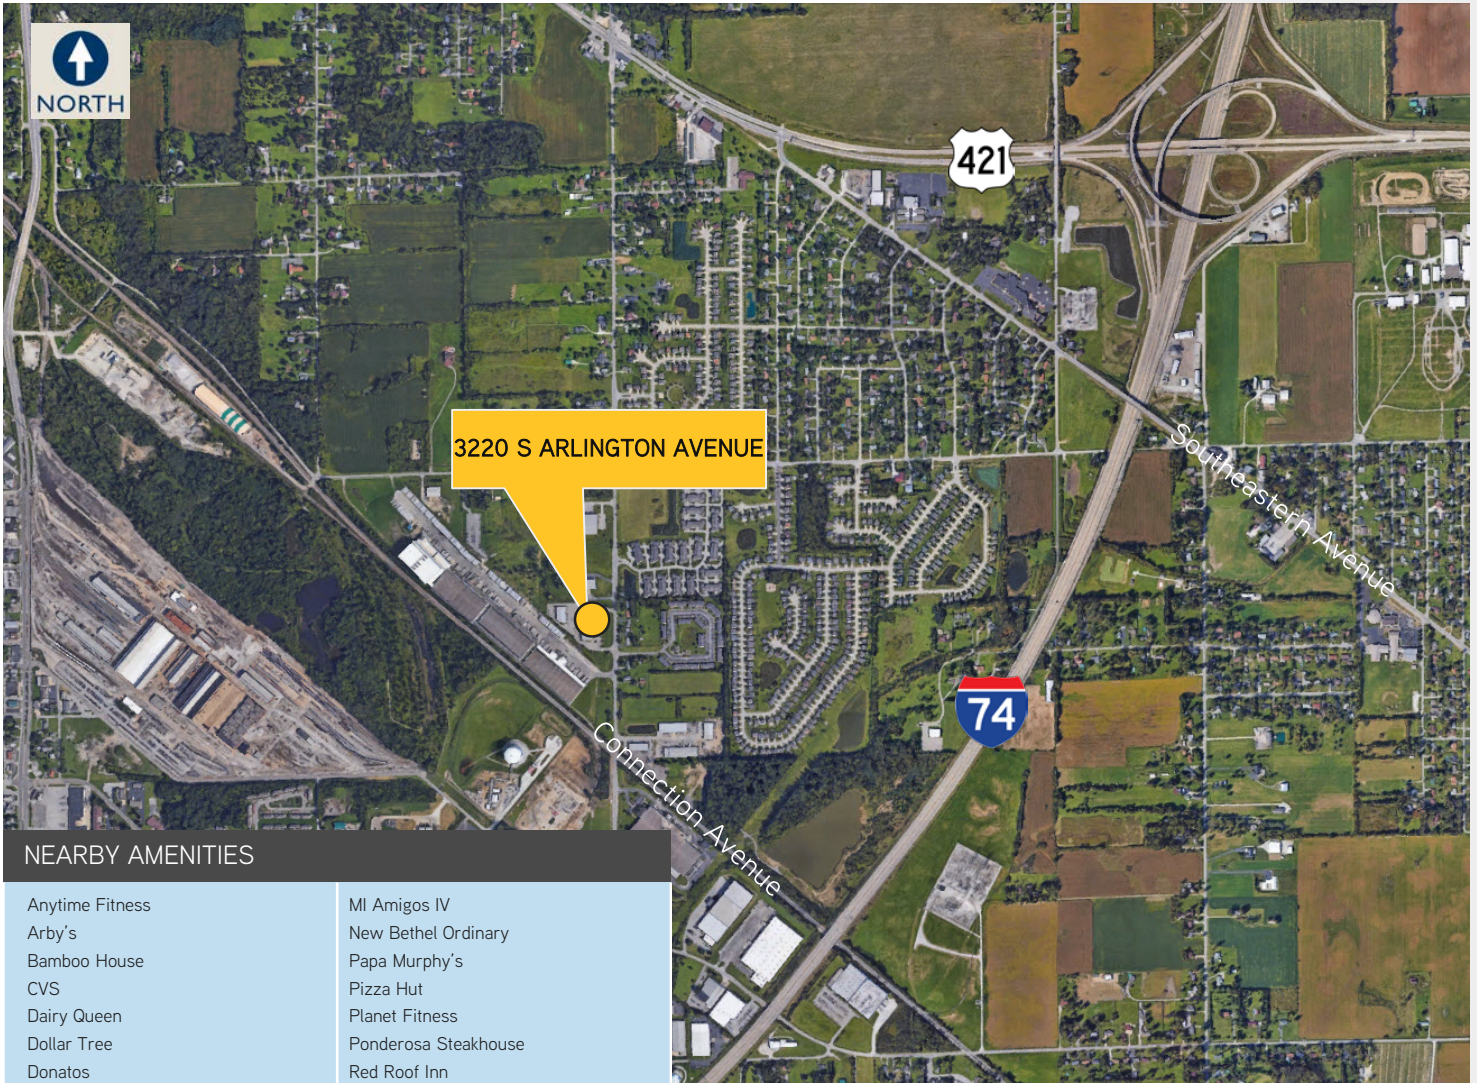 NORTH
421
3220 S ARLINGTON AVENUE
Southeastern Avenue
74
Connection Avenue
NEARBY AMENITIES
Anytime Fitness
Arby's
Bamboo House
CVS
Dairy Queen
Dollar Tree
Donatos
MI Amigos IV
New Bethel Ordinary
Papa Murphy's
Pizza Hut
Planet Fitness
Ponderosa Steakhouse
Red Roof Inn